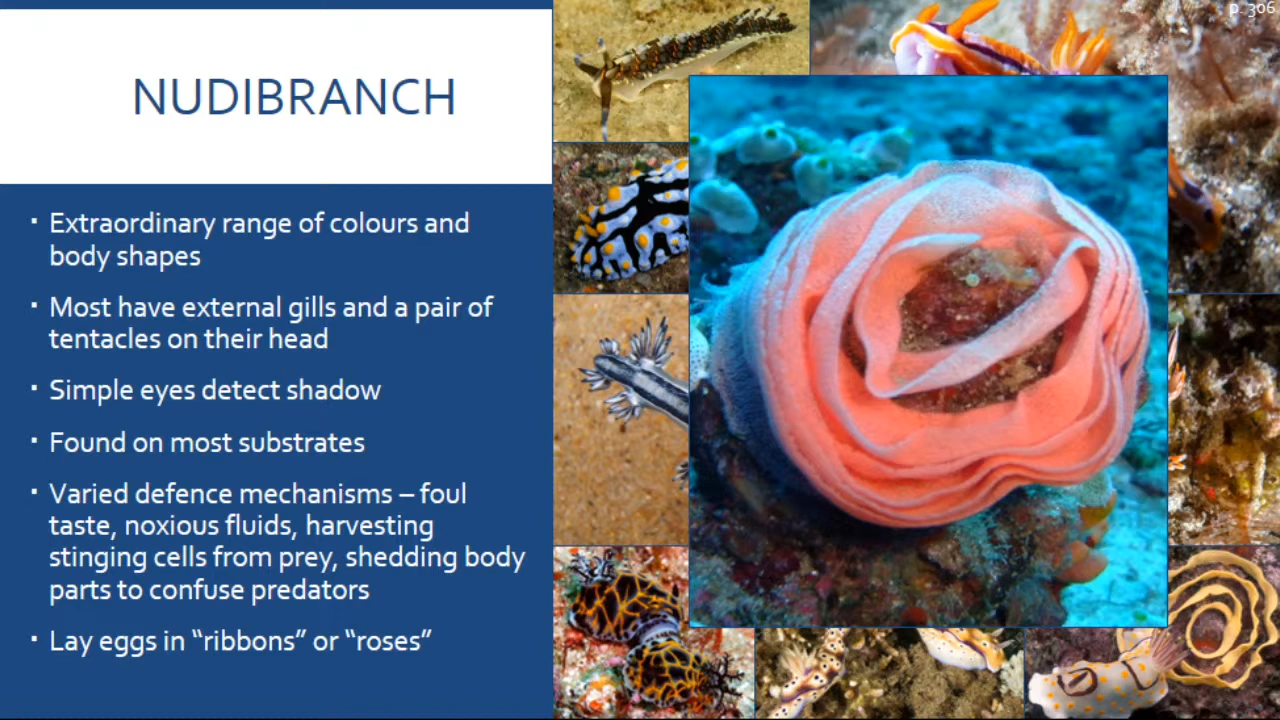 p. 306
NUDIBRANCH
▪ Extraordinary range of colours and
body shapes
▪ Most have external gills and a pair of
tentacles on their head
▪ Simple eyes detect shadow
▪ Found on most substrates
▪ Varied defence mechanisms – foul
taste, noxious fluids, harvesting
stinging cells from prey, shedding body
parts to confuse predators
▪ Lay eggs in “ribbons” or “roses”